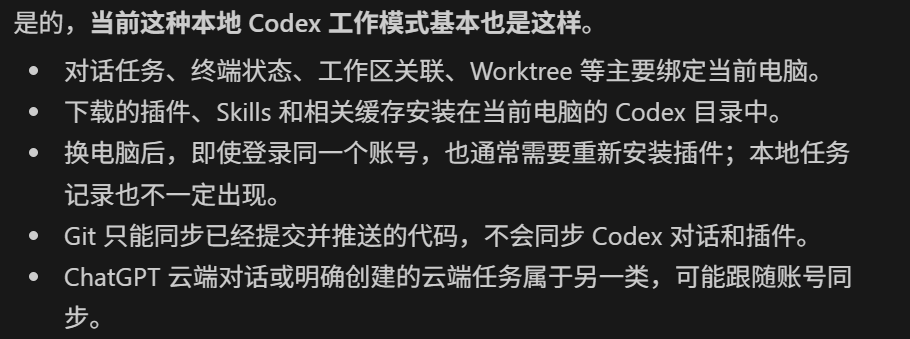 是的，当前这种本地 Codex 工作模式基本也是这样。
• 对话任务、终端状态、工作区关联、Worktree 等主要绑定当前电脑。
• 下载的插件、Skills 和相关缓存安装在当前电脑的 Codex 目录中。
• 换电脑后，即使登录同一个账号，也通常需要重新安装插件；本地任务
记录也不一定出现。
• Git 只能同步已经提交并推送的代码，不会同步 Codex 对话和插件。
• ChatGPT 云端对话或明确创建的云端任务属于另一类，可能跟随账号同
步。